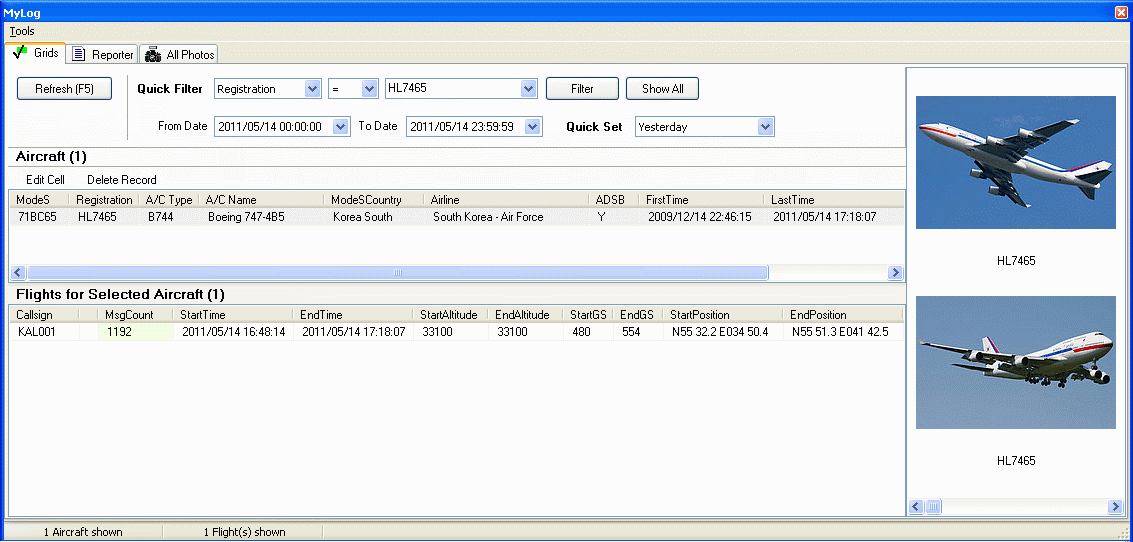 MyLog
Tools
Grids Reporter All Photos
Refresh (F5) Quick Filter Registration = HL7465 Filter Show All
From Date 2011/05/14 00:00:00 To Date 2011/05/14 23:59:59 Quick Set Yesterday
Aircraft (1)
Edit Cell Delete Record
ModeS Registration A/C Type A/C Name ModeSCountry Airline ADSB FirstTime LastTime
71BC65 HL7465 B744 Boeing 747-4B5 Korea South South Korea - Air Force Y 2009/12/14 22:46:15 2011/05/14 17:18:07
Flights for Selected Aircraft (1)
Callsign MsgCount StartTime EndTime StartAltitude EndAltitude StartGS EndGS StartPosition EndPosition
KAL001 1192 2011/05/14 16:48:14 2011/05/14 17:18:07 33100 33100 480 554 N55 32.2 E034 50.4 N55 51.3 E041 42.5
HL7465
HL7465
1 Aircraft shown 1 Flight(s) shown